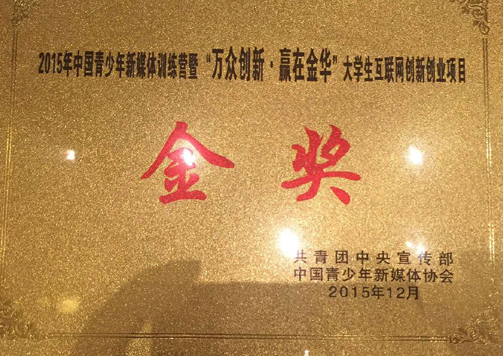 2015年中国青少年新媒体训练营暨“万众创新·赢在金华”大学生互联网创新创业项目
金奖
共青团中央宣传部
中国青少年新媒体协会
2015年12月